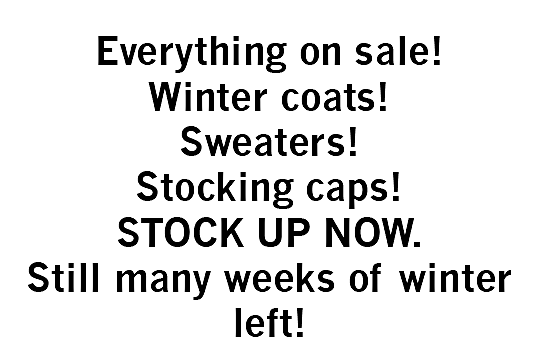 Everything on sale!
Winter coats!
Sweaters!
Stocking caps!
STOCK UP NOW.
Still many weeks of winter
left!